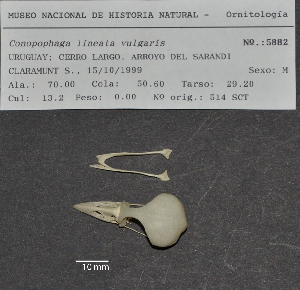 MUSEO NACIONAL DE HISTORIA NATURAL - Ornitología
Conopophaga lineata vulgaris Nº.:5882
URUGUAY; CERRO LARGO. ARROYO DEL SARANDI
CLARAMUNT S., 15/10/1999 Sexo: M
Ala.: 70.00 Cola: 50.60 Tarso: 29.20
Cul: 13.2 Peso: 0.00 Nº orig.: 514 SCT
10 mm